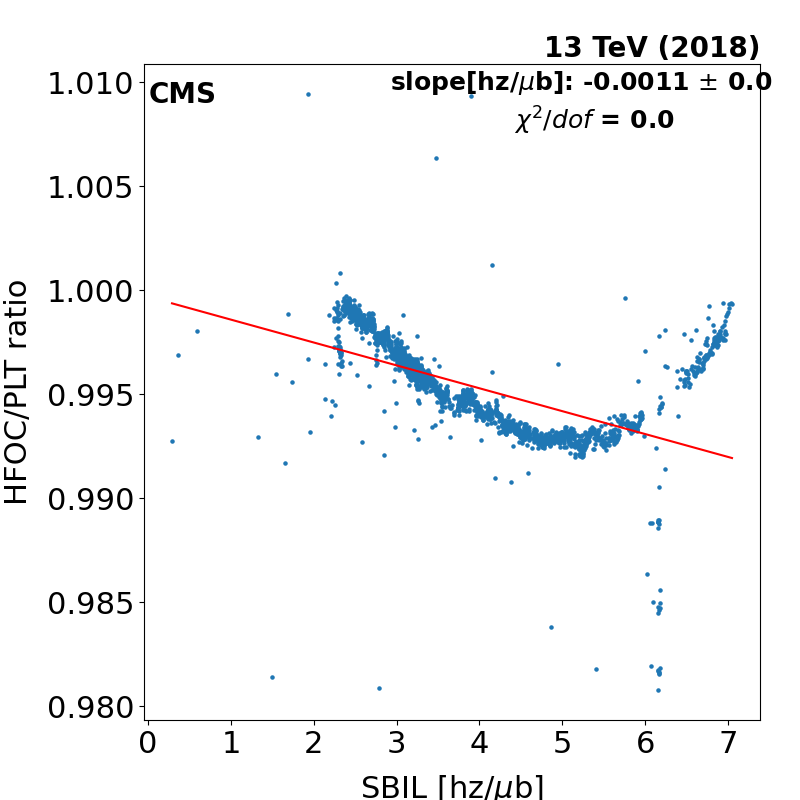 13 TeV (2018)
CMS
slope[hz/μb]: -0.0011 ± 0.0
χ²/dof = 0.0
1.010
1.005
1.000
0.995
0.990
0.985
0.980
HFOC/PLT ratio
0 1 2 3 4 5 6 7
SBIL [hz/μb]